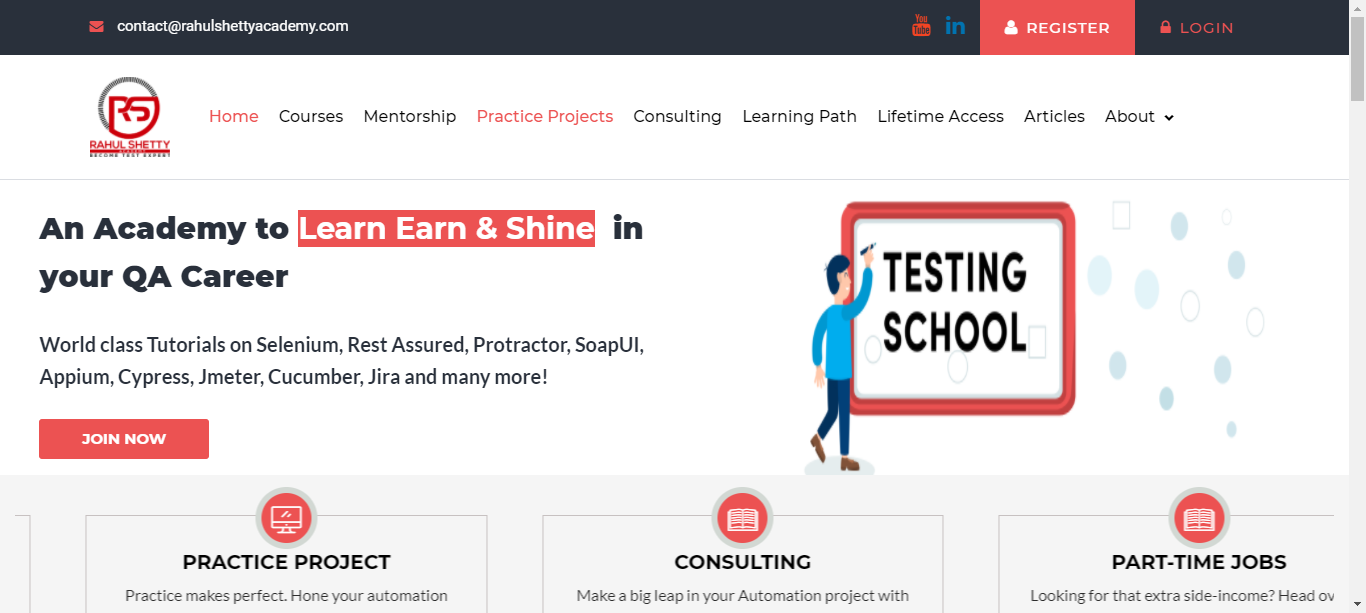 contact@rahulshettyacademy.com
You
Tube
in
REGISTER
LOGIN
RS
RAHUL SHETTY
ACADEMY
BECOME TEST EXPERT
Home Courses Mentorship Practice Projects Consulting Learning Path Lifetime Access Articles About
An Academy to Learn Earn & Shine in
your QA Career
World class Tutorials on Selenium, Rest Assured, Protractor, SoapUI,
Appium, Cypress, Jmeter, Cucumber, Jira and many more!
JOIN NOW
TESTING
SCHOOL
PRACTICE PROJECT
Practice makes perfect. Hone your automation
CONSULTING
Make a big leap in your Automation project with
PART-TIME JOBS
Looking for that extra side-income? Head ov